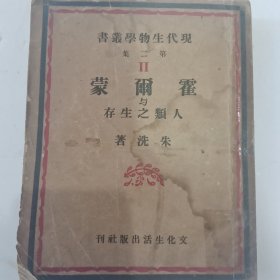 現代生物學叢書
第二集
II
霍爾蒙
与
人類之生存
朱洗著
文化生活出版社刊